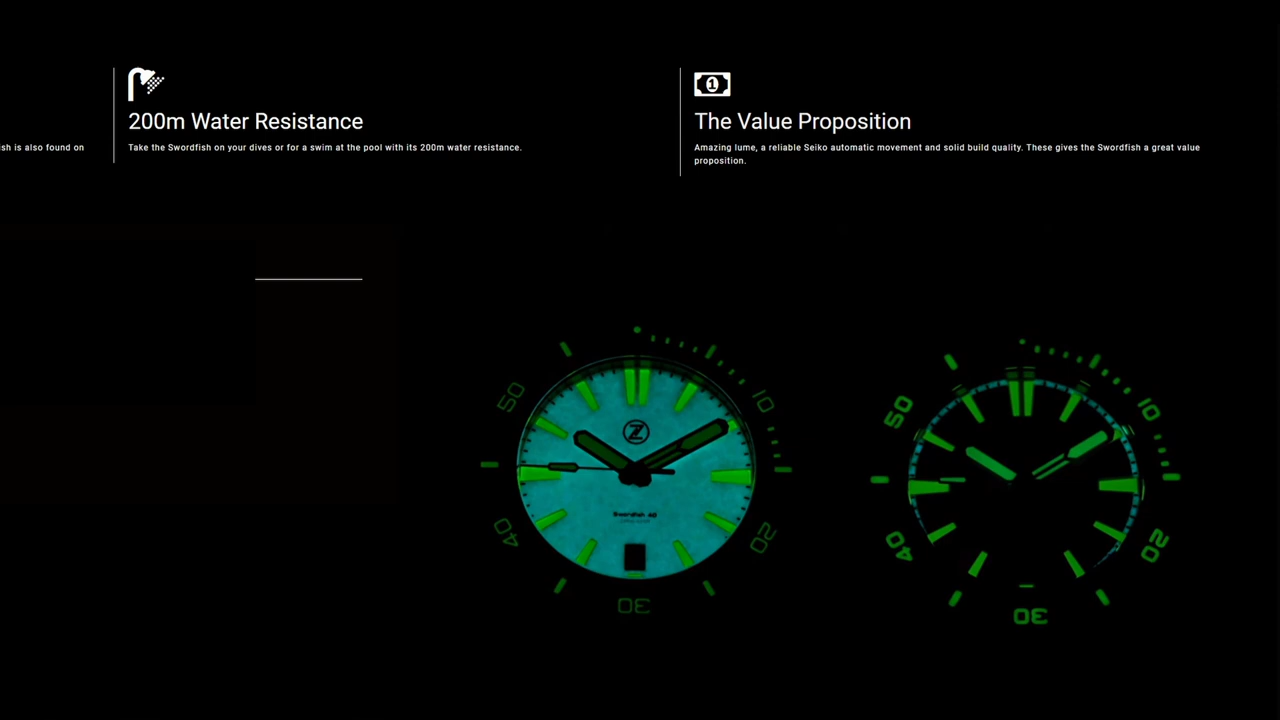 200m Water Resistance
The Value Proposition
ish is also found on
Take the Swordfish on your dives or for a swim at the pool with its 200m water resistance.
Amazing lume, a reliable Seiko automatic movement and solid build quality. These gives the Swordfish a great value
proposition.
50
10
40
20
30
Z
Swordfish
50
10
40
20
30